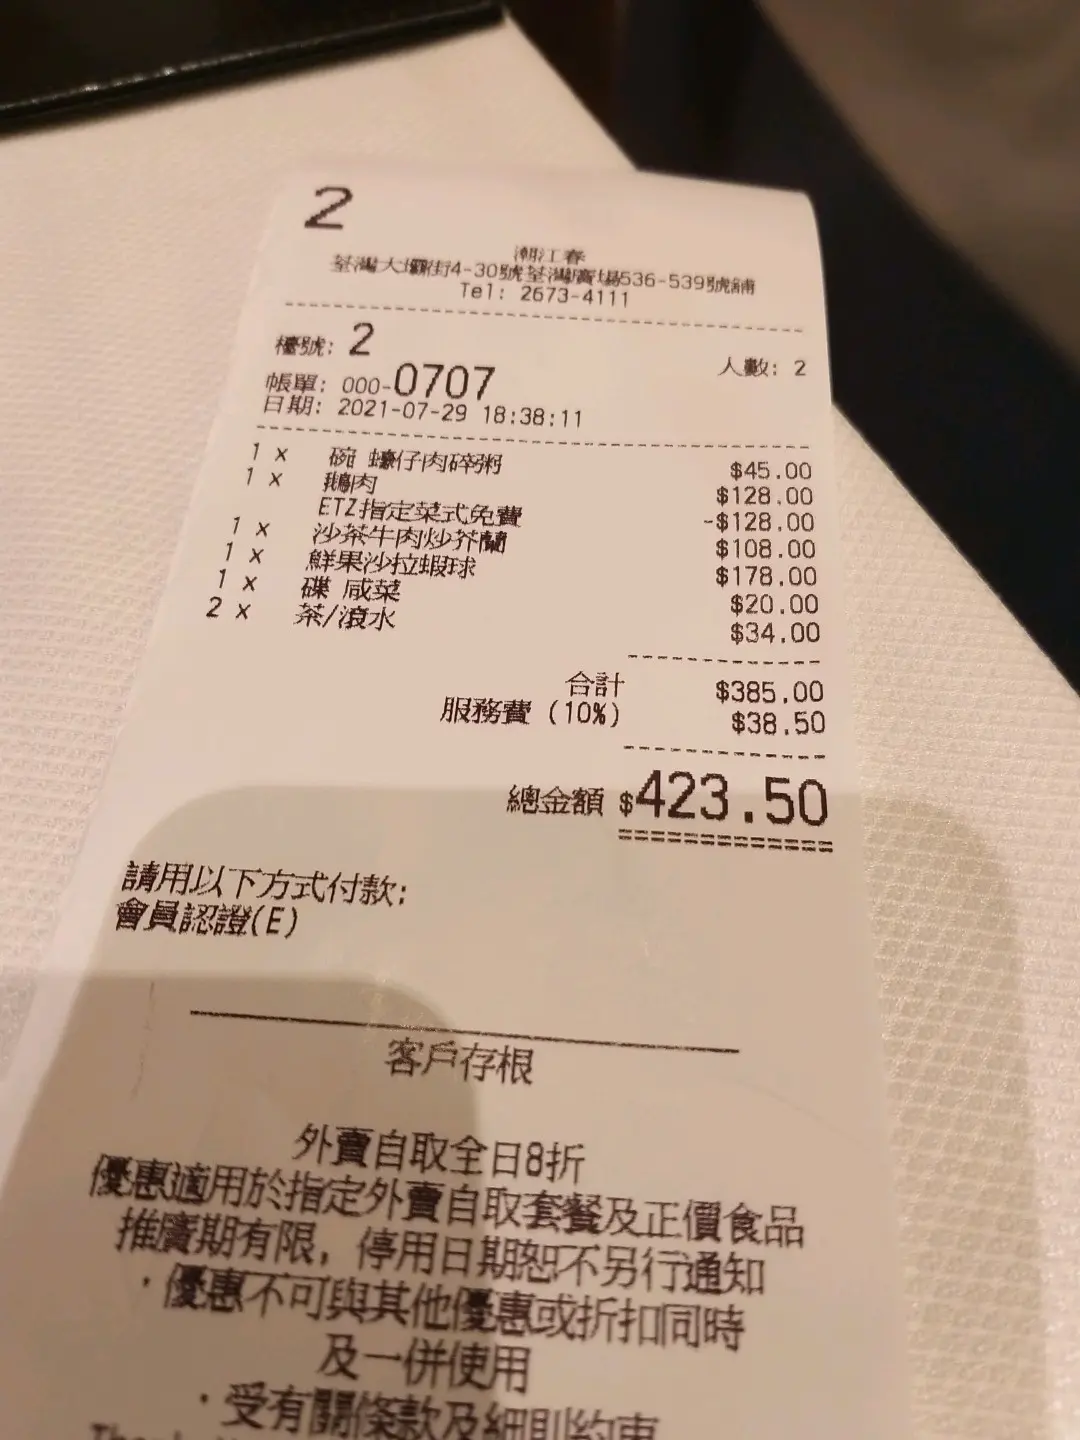 2
潮江春
荃灣大壩街4-30號荃灣廣場536-539號舖
Tel: 2673-4111
檯號: 2 人數: 2
帳單: 000-0707
日期: 2021-07-29 18:38:11
1 x 碗 蠔仔肉碎粥 $45.00
1 x 鵝肉 $128.00
ETZ指定菜式免費 -$128.00
1 x 沙茶牛肉炒芥蘭 $108.00
1 x 鮮果沙拉蝦球 $178.00
1 x 碟 咸菜 $20.00
2 x 茶/滾水 $34.00
合計 $385.00
服務費 (10%) $38.50
總金額 $423.50
請用以下方式付款:
會員認證(E)
客戶存根
外賣自取全日8折
優惠適用於指定外賣自取套餐及正價食品
推廣期有限, 停用日期恕不另行通知
·優惠不可與其他優惠或折扣同時
及一併使用
·受有關條款及細則約束